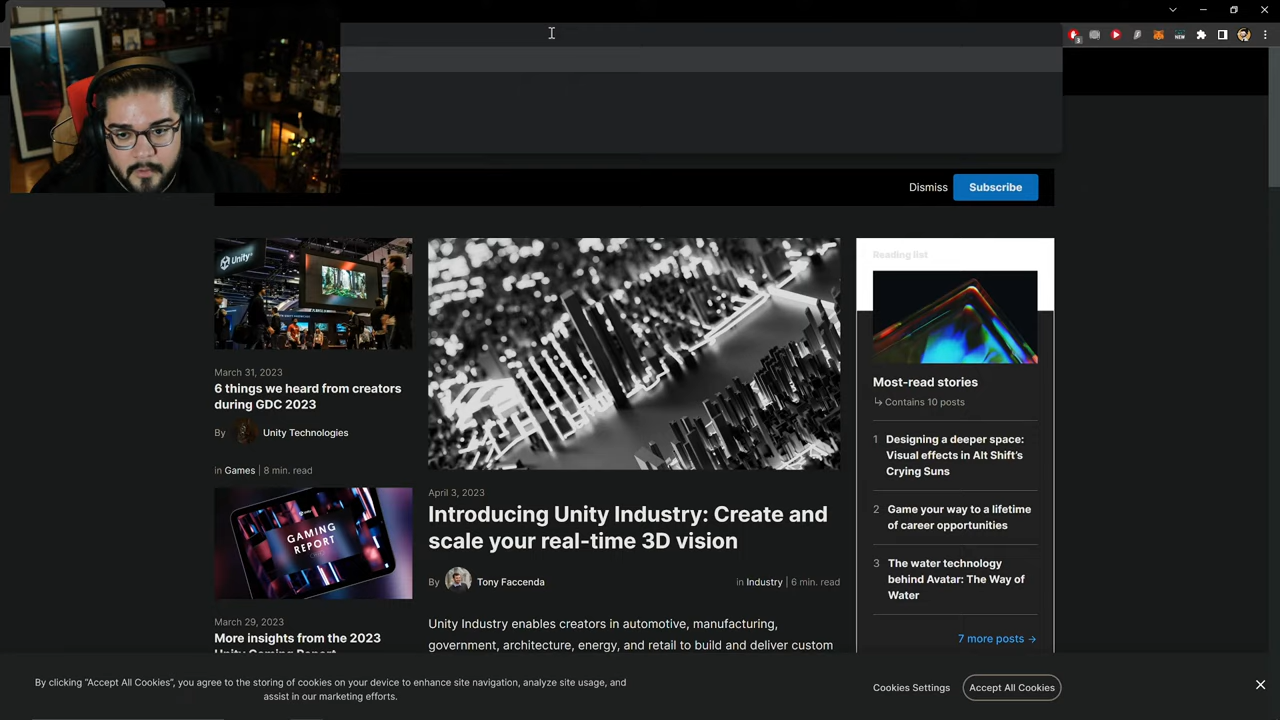 Dismiss
Subscribe
unity
March 31, 2023
6 things we heard from creators
during GDC 2023
By Unity Technologies
in Games | 8 min. read
GAMING
REPORT
March 29, 2023
More insights from the 2023
Unity Gaming Report
April 3, 2023
Introducing Unity Industry: Create and
scale your real-time 3D vision
By Tony Faccenda
in Industry | 6 min. read
Unity Industry enables creators in automotive, manufacturing,
government, architecture, energy, and retail to build and deliver custom
Reading list
Most-read stories
↳ Contains 10 posts
1 Designing a deeper space:
Visual effects in Alt Shift's
Crying Suns
2 Game your way to a lifetime
of career opportunities
3 The water technology
behind Avatar: The Way of
Water
7 more posts →
By clicking "Accept All Cookies", you agree to the storing of cookies on your device to enhance site navigation, analyze site usage, and
assist in our marketing efforts.
Cookies Settings
Accept All Cookies